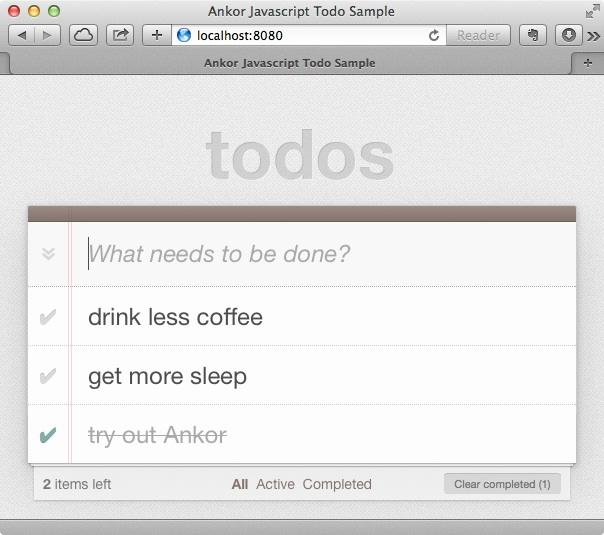 Ankor Javascript Todo Sample
localhost:8080
Reader
Ankor Javascript Todo Sample
todos
What needs to be done?
drink less coffee
get more sleep
try out Ankor
2 items left
All Active Completed
Clear completed (1)